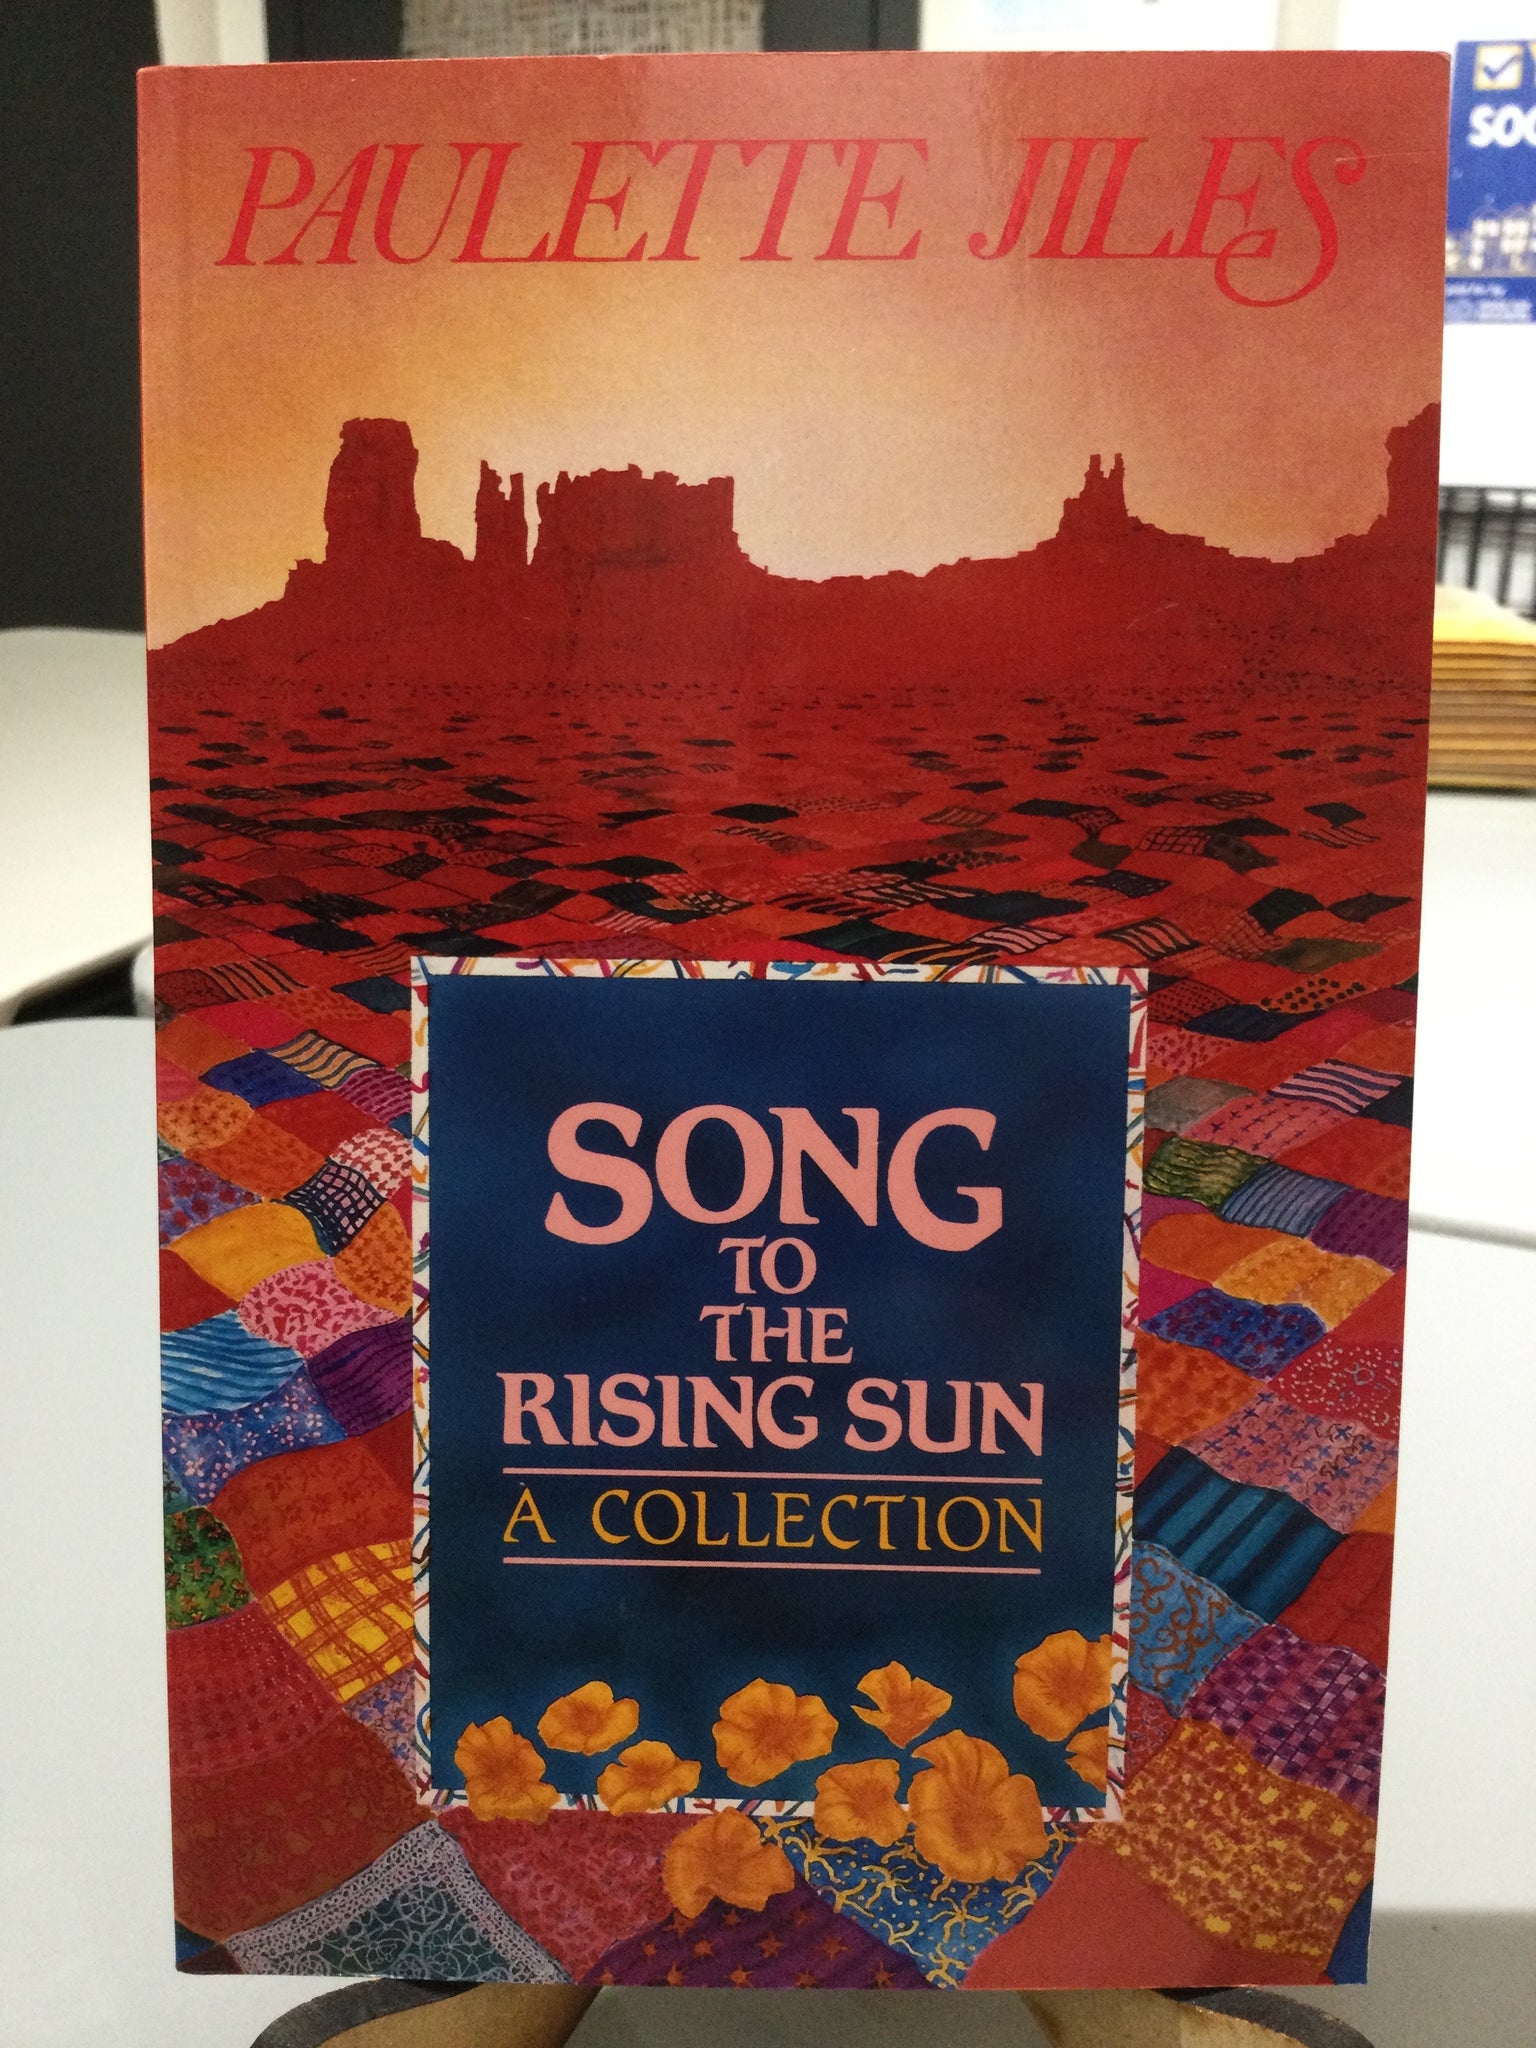 PAULETTE JILES
SONG
TO
THE
RISING SUN
A COLLECTION